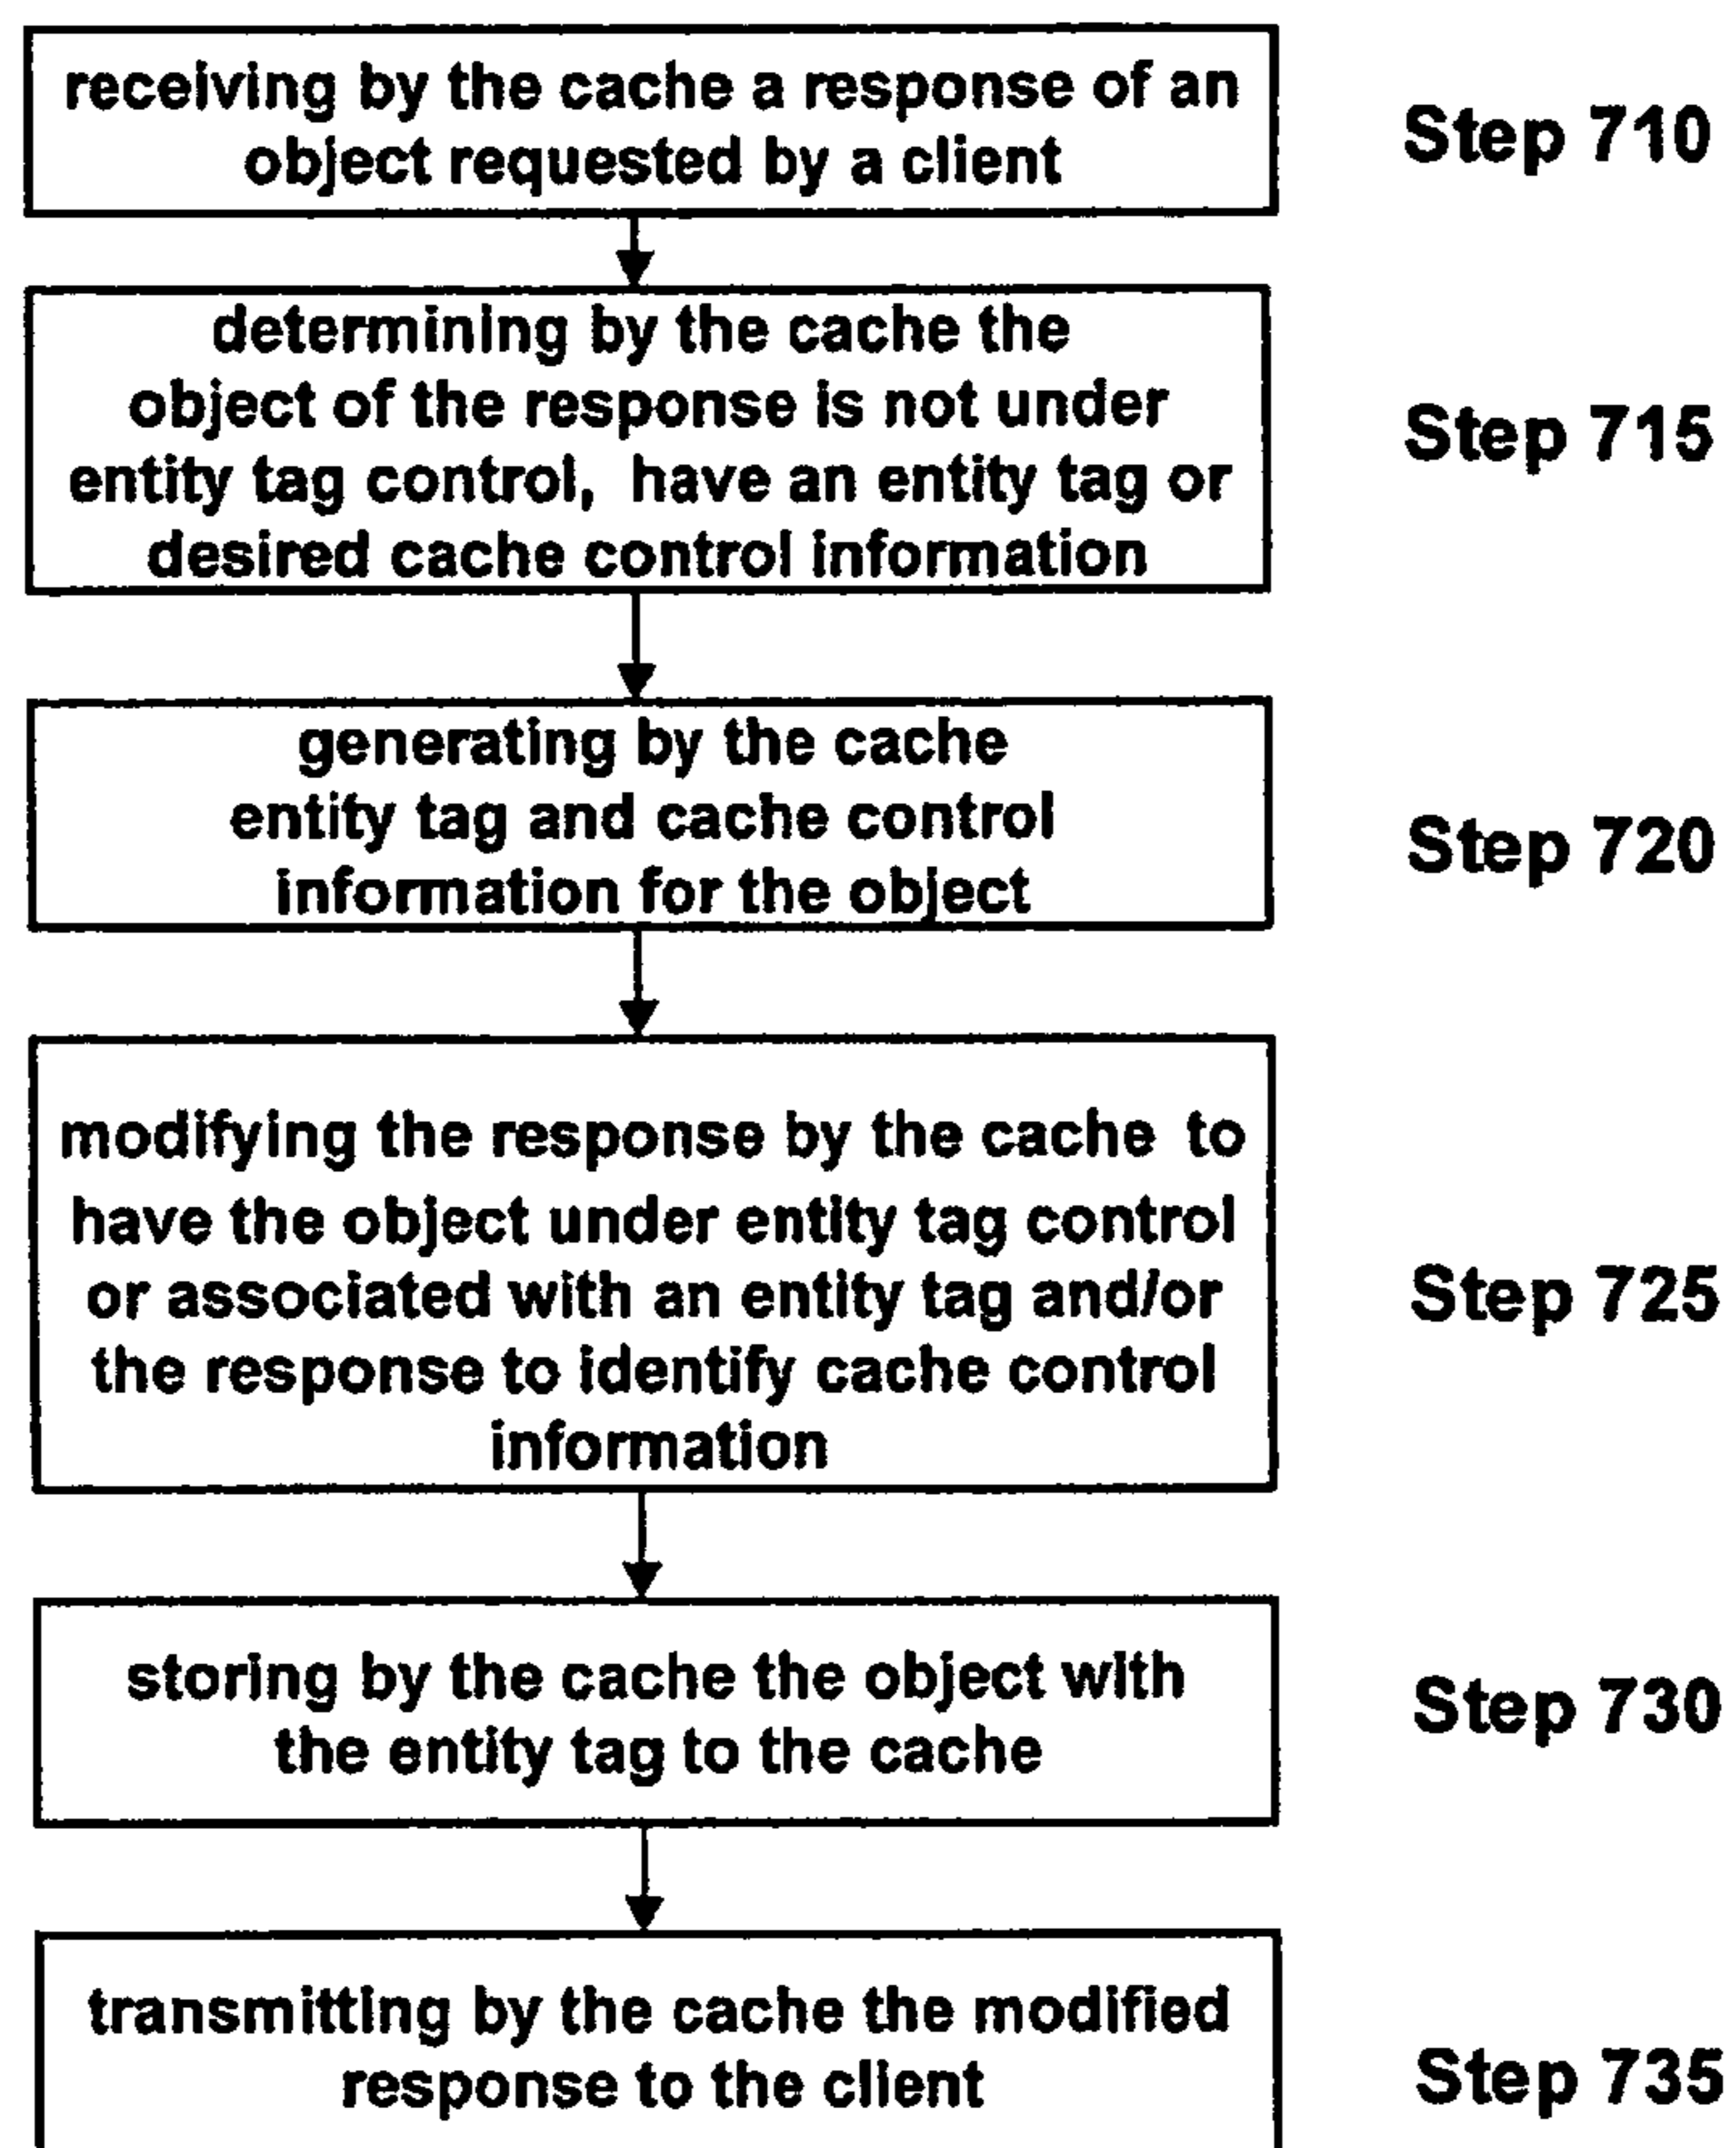 receiving by the cache a response of an
object requested by a client
Step 710
determining by the cache the
object of the response is not under
entity tag control, have an entity tag or
desired cache control information
Step 715
generating by the cache
entity tag and cache control
information for the object
Step 720
modifying the response by the cache to
have the object under entity tag control
or associated with an entity tag and/or
the response to identify cache control
information
Step 725
storing by the cache the object with
the entity tag to the cache
Step 730
transmitting by the cache the modified
response to the client
Step 735